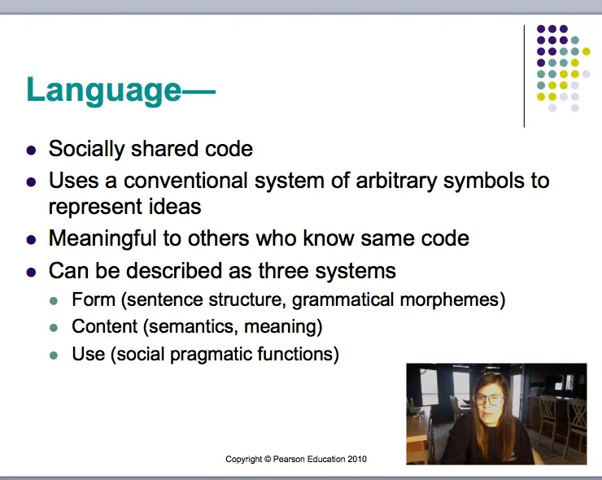 Language—
Socially shared code
Uses a conventional system of arbitrary symbols to
represent ideas
Meaningful to others who know same code
Can be described as three systems
Form (sentence structure, grammatical morphemes)
Content (semantics, meaning)
Use (social pragmatic functions)
Copyright © Pearson Education 2010